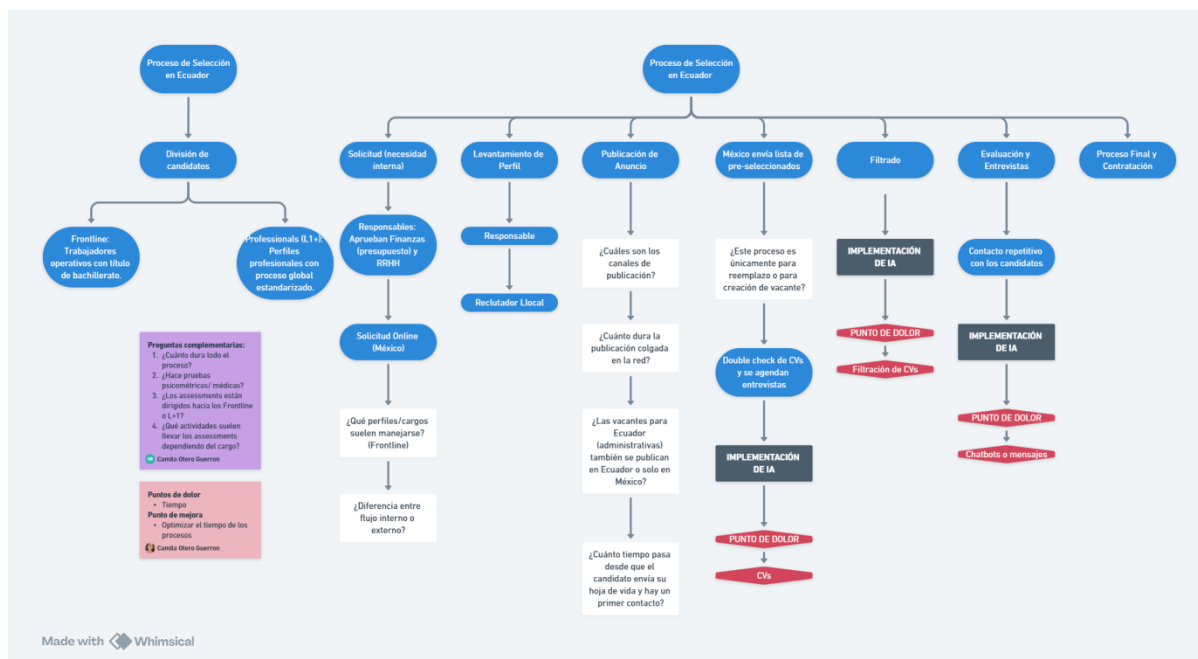 Proceso de Selección
en Ecuador
División de
candidatos
Frontline:
Trabajadores
operativos con título
de bachillerato.
Professionals (L1+):
Perfiles
profesionales con
proceso global
estandarizado.
Preguntas complementarias:
1. ¿Cuánto dura todo el
proceso?
2. ¿Hace pruebas
psicométricas/ médicas?
3. ¿Los assessments están
dirigidos hacia los Frontline
o L+1?
4. ¿Qué actividades suelen
llevar los assessments
dependiendo del cargo?
Camila Otero Guerron
Puntos de dolor
• Tiempo
Punto de mejora
• Optimizar el tiempo de los
procesos
Camila Otero Guerron
Proceso de Selección
en Ecuador
Solicitud (necesidad
interna)
Responsables:
Aprueban Finanzas
(presupuesto) y
RRHH
Solicitud Online
(México)
¿Qué perfiles/cargos
suelen manejarse?
(Frontline)
¿Diferencia entre
flujo interno o
externo?
Levantamiento de
Perfil
Responsable
Reclutador Llocal
Publicación de
Anuncio
¿Cuáles son los
canales de
publicación?
¿Cuánto dura la
publicación colgada
en la red?
¿Las vacantes para
Ecuador
(administrativas)
también se publican
en Ecuador o solo en
México?
¿Cuánto tiempo pasa
desde que el
candidato envía su
hoja de vida y hay un
primer contacto?
México envía lista de
pre-seleccionados
¿Este proceso es
únicamente para
reemplazo o para
creación de vacante?
Double check de CVs
y se agendan
entrevistas
IMPLEMENTACIÓN
DE IA
PUNTO DE DOLOR
CVs
Filtrado
IMPLEMENTACIÓN
DE IA
PUNTO DE DOLOR
Filtración de CVs
Evaluación y
Entrevistas
Contacto repetitivo
con los candidatos
IMPLEMENTACIÓN
DE IA
PUNTO DE DOLOR
Chatbots o mensajes
Proceso Final y
Contratación
Made with Whimsical